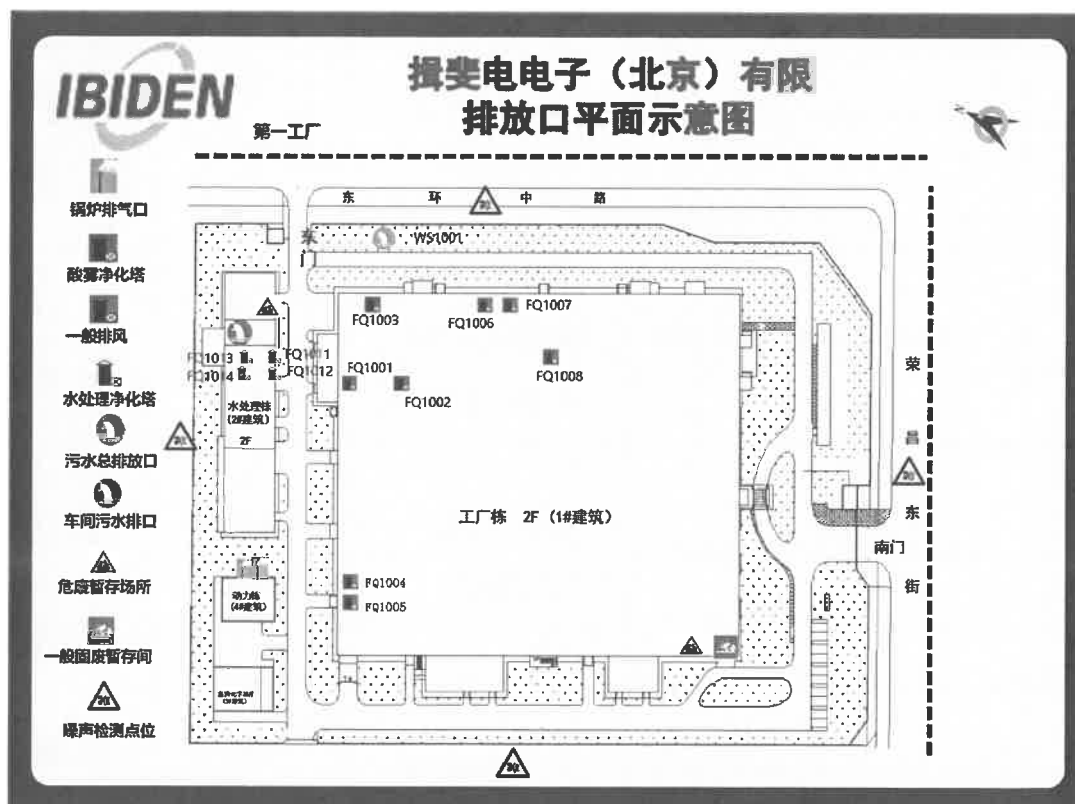 IBIDEN
揖斐电电子（北京）有限
排放口平面示意图
第一工厂
锅炉排气口
酸雾净化塔
一般排风
水处理净化塔
污水总排放口
车间污水排口
危废暂存场所
一般固废暂存间
噪声检测点位
东环中路
东门
WS1001
FQ1003
FQ1006
FQ1007
FQ1008
FQ1001
FQ1002
FQ1013
FQ1011
FQ1014
FQ1012
水处理栋
(2#建筑)
2F
工厂栋 2F（1#建筑）
荣昌东街
南门
FQ1004
FQ1005
动力栋
(4#建筑)